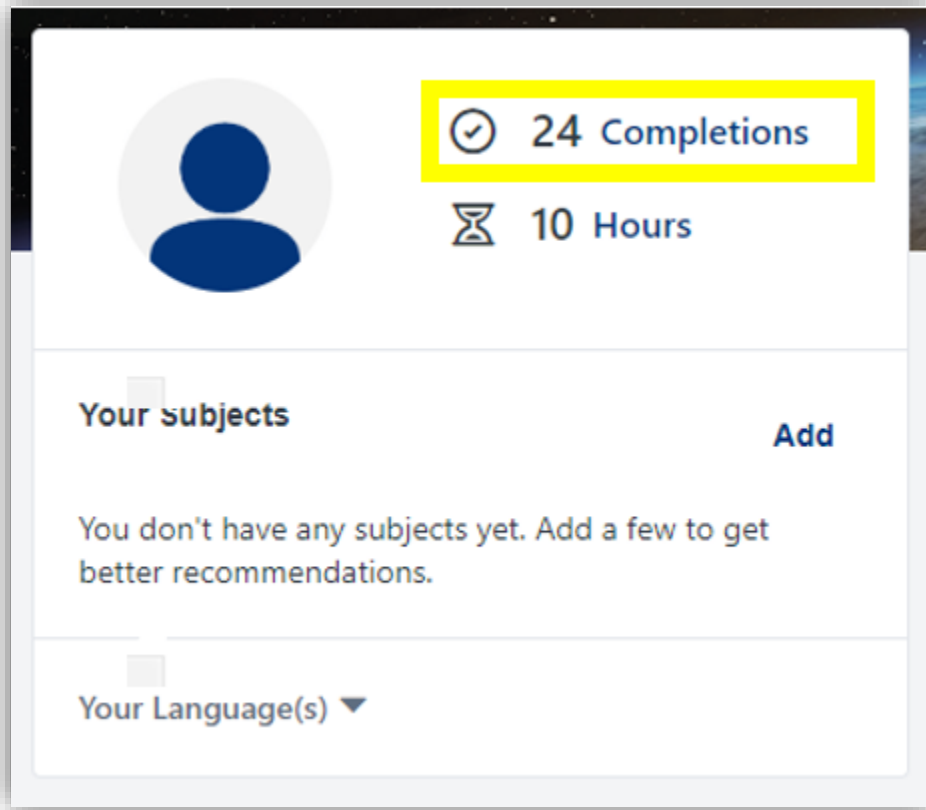 24 Completions
10 Hours
Your Subjects
Add
You don't have any subjects yet. Add a few to get
better recommendations.
Your Language(s)